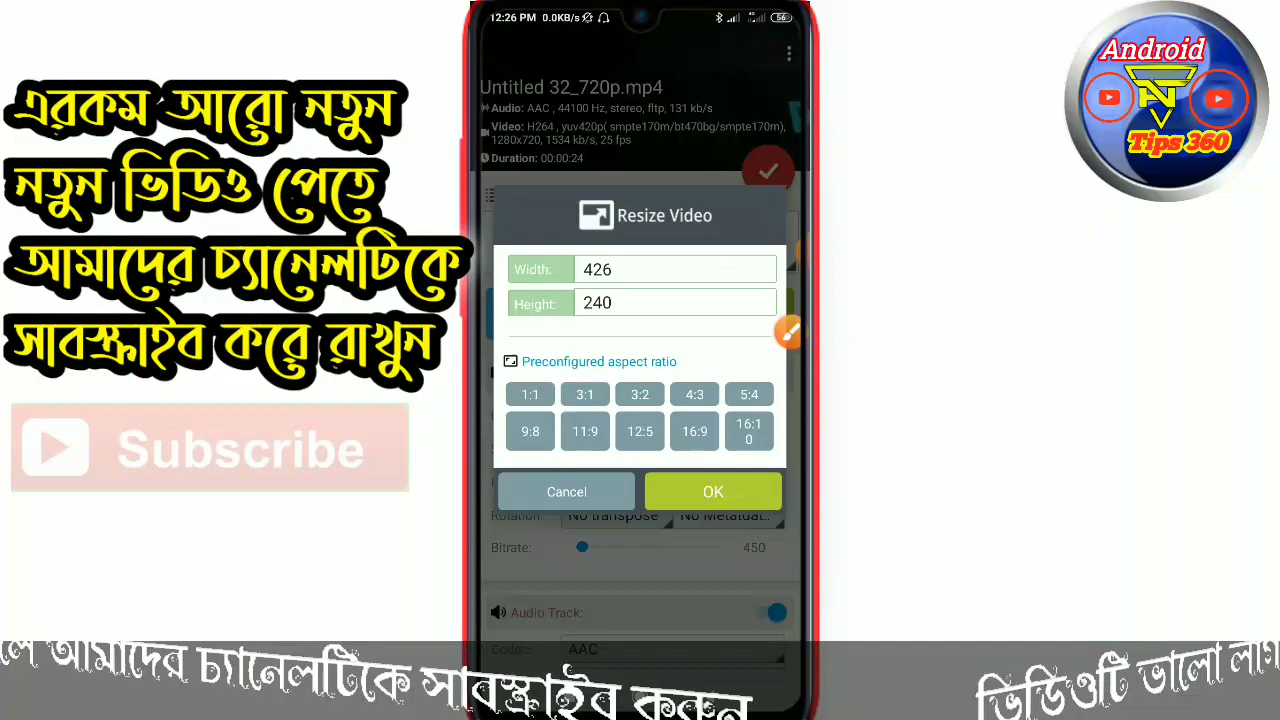 12:26 PM 0.0KB/s
56
Untitled 32_720p.mp4
Audio: AAC , 44100 Hz, stereo, fltp, 131 kb/s
Video: H264 , yuv420p( smpte170m/bt470bg/smpte170m), 1280x720, 1534 kb/s, 25 fps
Duration: 00:00:24
Resize Video
Width: 426
Height: 240
Preconfigured aspect ratio
1:1 3:1 3:2 4:3 5:4
9:8 11:9 12:5 16:9 16:10
Cancel OK
Rotation: No transpose No Metatdat..
Bitrate: 450
Audio Track:
Codec: AAC
এরকম আরো নতুন
নতুন ভিডিও পেতে
আমাদের চ্যানেলটিকে
সাবস্ক্রাইব করে রাখুন
Subscribe
Android
N
Tips 360
লে আমাদের চ্যানেলটিকে সাবস্ক্রাইব করুন
ভিডিওটি ভালো লাগ